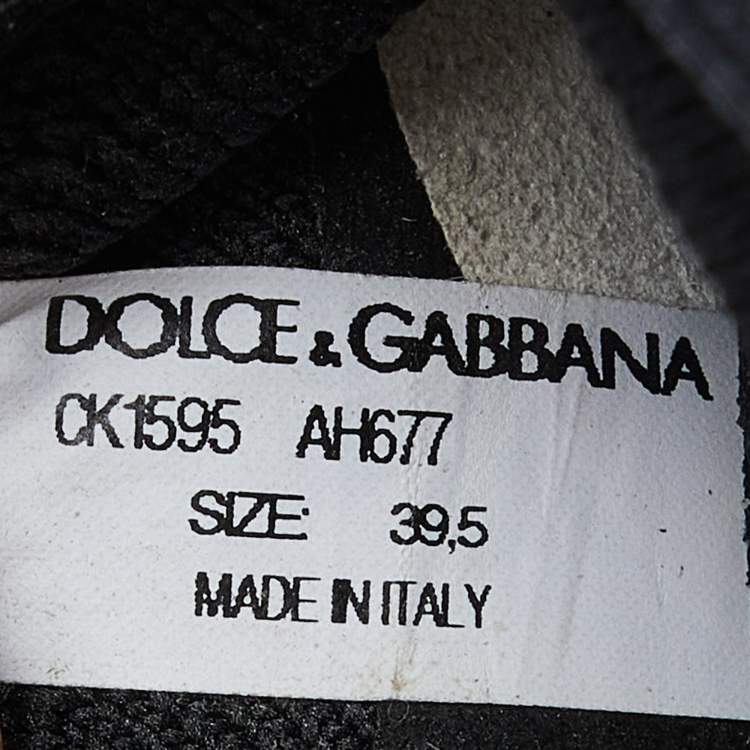 DOLCE & GABBANA
CK1595 AH677
SIZE: 39,5
MADE IN ITALY